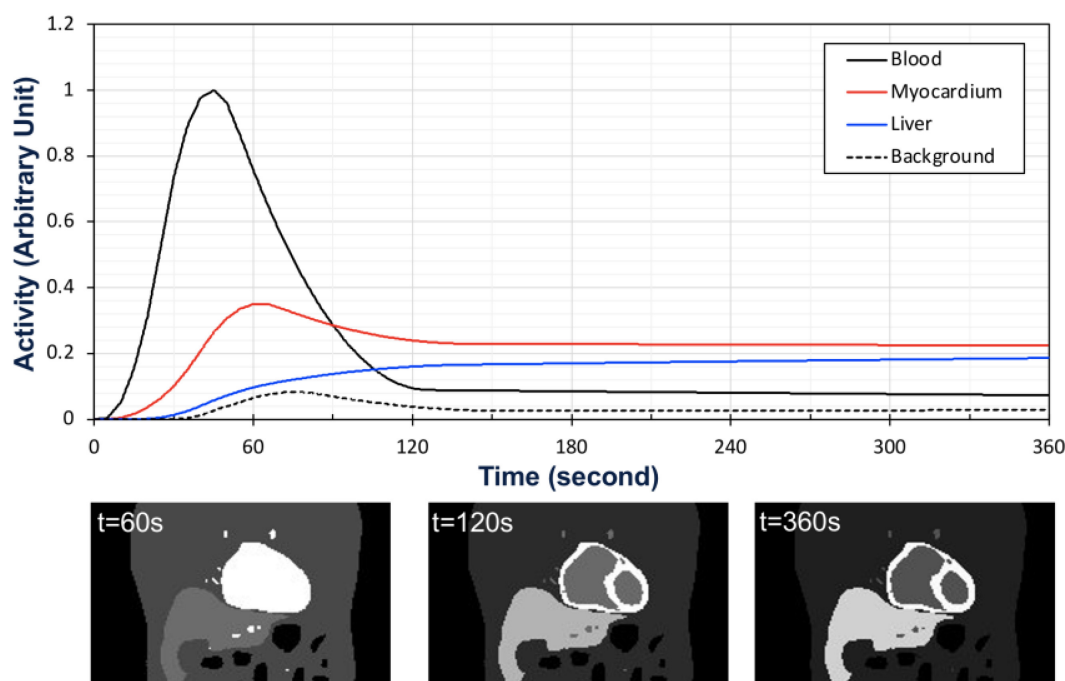 1.2
1
0.8
0.6
0.4
0.2
0
Activity (Arbitrary Unit)
Blood
Myocardium
Liver
Background
0 60 120 180 240 300 360
Time (second)
t=60s t=120s t=360s